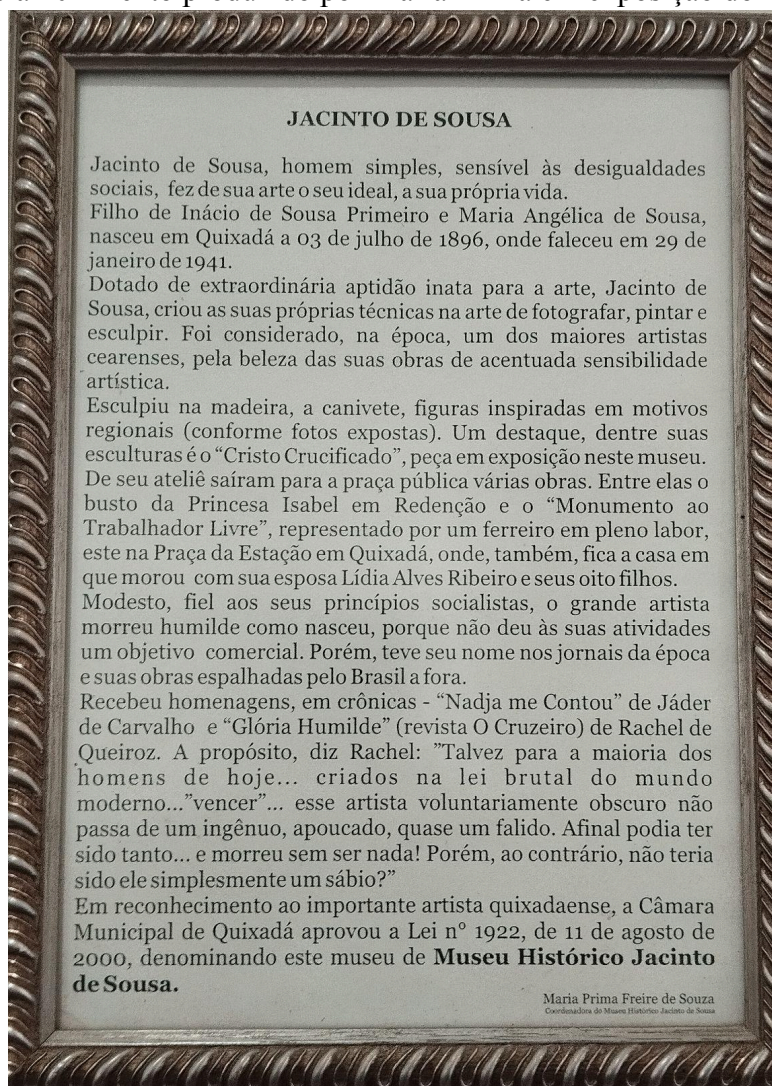 JACINTO DE SOUSA
Jacinto de Sousa, homem simples, sensível às desigualdades
sociais, fez de sua arte o seu ideal, a sua própria vida.
Filho de Inácio de Sousa Primeiro e Maria Angélica de Sousa,
nasceu em Quixadá a 03 de julho de 1896, onde faleceu em 29 de
janeiro de 1941.
Dotado de extraordinária aptidão inata para a arte, Jacinto de
Sousa, criou as suas próprias técnicas na arte de fotografar, pintar e
esculpir. Foi considerado, na época, um dos maiores artistas
cearenses, pela beleza das suas obras de acentuada sensibilidade
artística.
Esculpiu na madeira, a canivete, figuras inspiradas em motivos
regionais (conforme fotos expostas). Um destaque, dentre suas
esculturas é o “Cristo Crucificado”, peça em exposição neste museu.
De seu ateliê saíram para a praça pública várias obras. Entre elas o
busto da Princesa Isabel em Redenção e o “Monumento ao
Trabalhador Livre”, representado por um ferreiro em pleno labor,
este na Praça da Estação em Quixadá, onde, também, fica a casa em
que morou com sua esposa Lídia Alves Ribeiro e seus oito filhos.
Modesto, fiel aos seus princípios socialistas, o grande artista
morreu humilde como nasceu, porque não deu às suas atividades
um objetivo comercial. Porém, teve seu nome nos jornais da época
e suas obras espalhadas pelo Brasil a fora.
Recebeu homenagens, em crônicas - “Nadja me Contou” de Jáder
de Carvalho e “Glória Humilde” (revista O Cruzeiro) de Rachel de
Queiroz. A propósito, diz Rachel: ”Talvez para a maioria dos
homens de hoje... criados na lei brutal do mundo
moderno...”vencer”... esse artista voluntariamente obscuro não
passa de um ingênuo, apoucado, quase um falido. Afinal podia ter
sido tanto... e morreu sem ser nada! Porém, ao contrário, não teria
sido ele simplesmente um sábio?”
Em reconhecimento ao importante artista quixadaense, a Câmara
Municipal de Quixadá aprovou a Lei nº 1922, de 11 de agosto de
2000, denominando este museu de Museu Histórico Jacinto
de Sousa.
Maria Prima Freire de Souza
Coordenadora do Museu Histórico Jacinto de Sousa